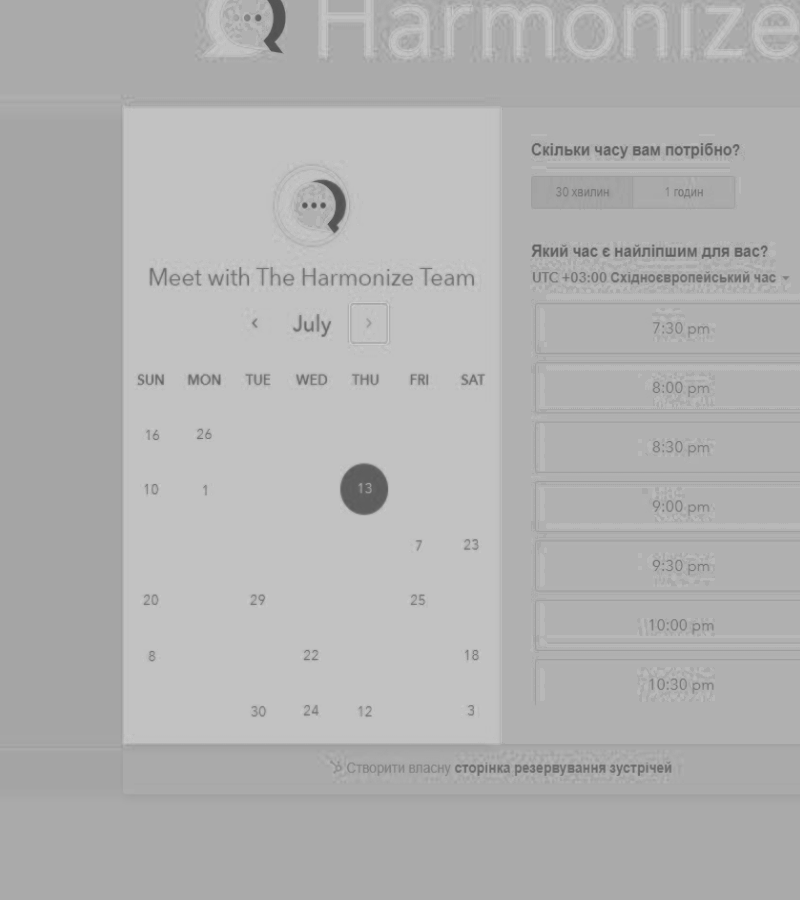 Harmonize
Meet with The Harmonize Team
‹ July ›
SUN MON TUE WED THU FRI SAT
16 26
10 1 13
7 23
20 29 25
8 22 18
30 24 12 3
Скільки часу вам потрібно?
30 хвилин 1 годин
Який час є найліпшим для вас?
UTC +03:00 Східноєвропейський час
7:30 pm
8:00 pm
8:30 pm
9:00 pm
9:30 pm
10:00 pm
10:30 pm
Створити власну сторінка резервування зустрічей